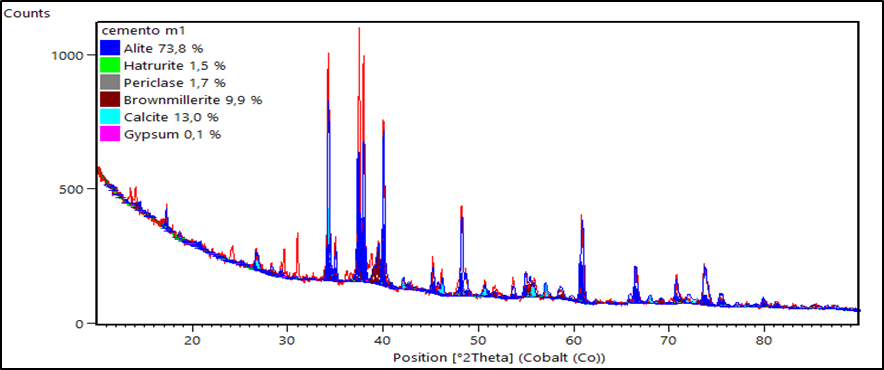 Counts
cemento m1
Alite 73,8 %
Hatrurite 1,5 %
Periclase 1,7 %
Brownmillerite 9,9 %
Calcite 13,0 %
Gypsum 0,1 %
1000
500
0
20 30 40 50 60 70 80
Position [°2Theta] (Cobalt (Co))